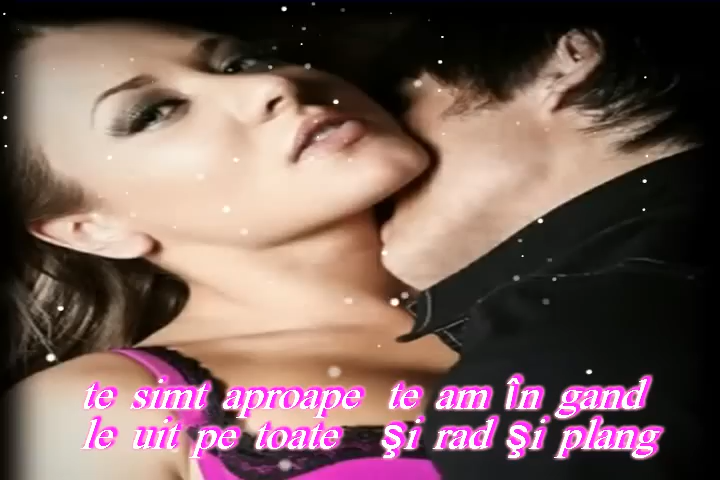 te simt aproape te am în gand
le uit pe toate şi rad şi plang